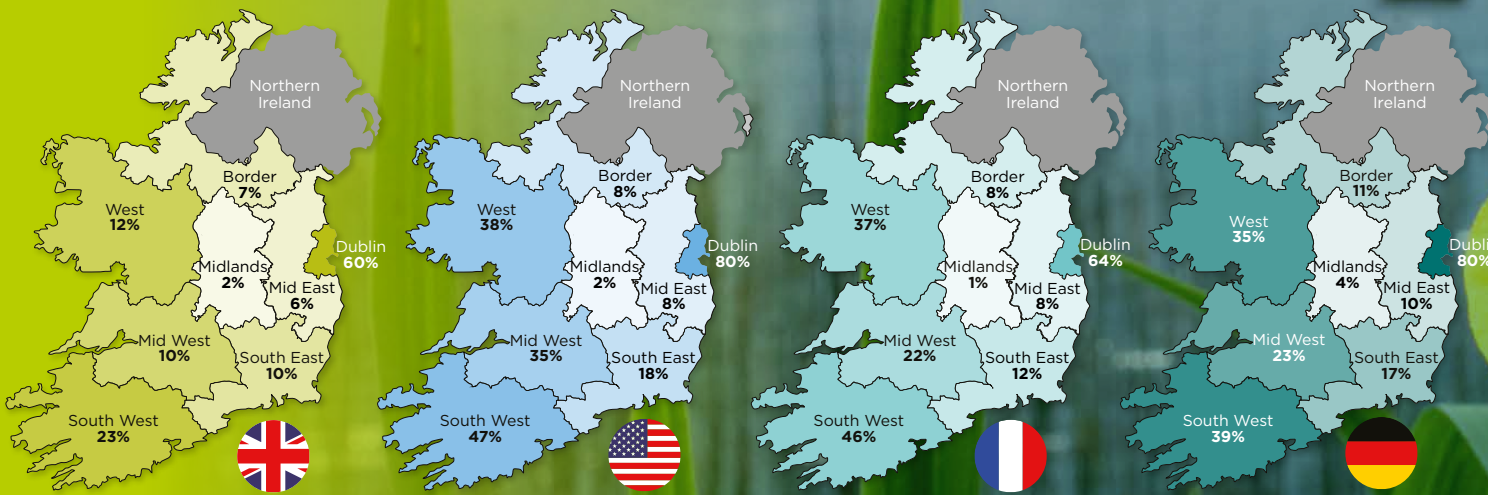 Northern
Ireland
Border
7%
West
12%
Dublin
60%
Midlands
2%
Mid East
6%
Mid West
10%
South East
10%
South West
23%
Northern
Ireland
Border
8%
West
38%
Dublin
80%
Midlands
2%
Mid East
8%
Mid West
35%
South East
18%
South West
47%
Northern
Ireland
Border
8%
West
37%
Dublin
64%
Midlands
1%
Mid East
8%
Mid West
22%
South East
12%
South West
46%
Northern
Ireland
Border
11%
West
35%
Dublin
80%
Midlands
4%
Mid East
10%
Mid West
23%
South East
17%
South West
39%